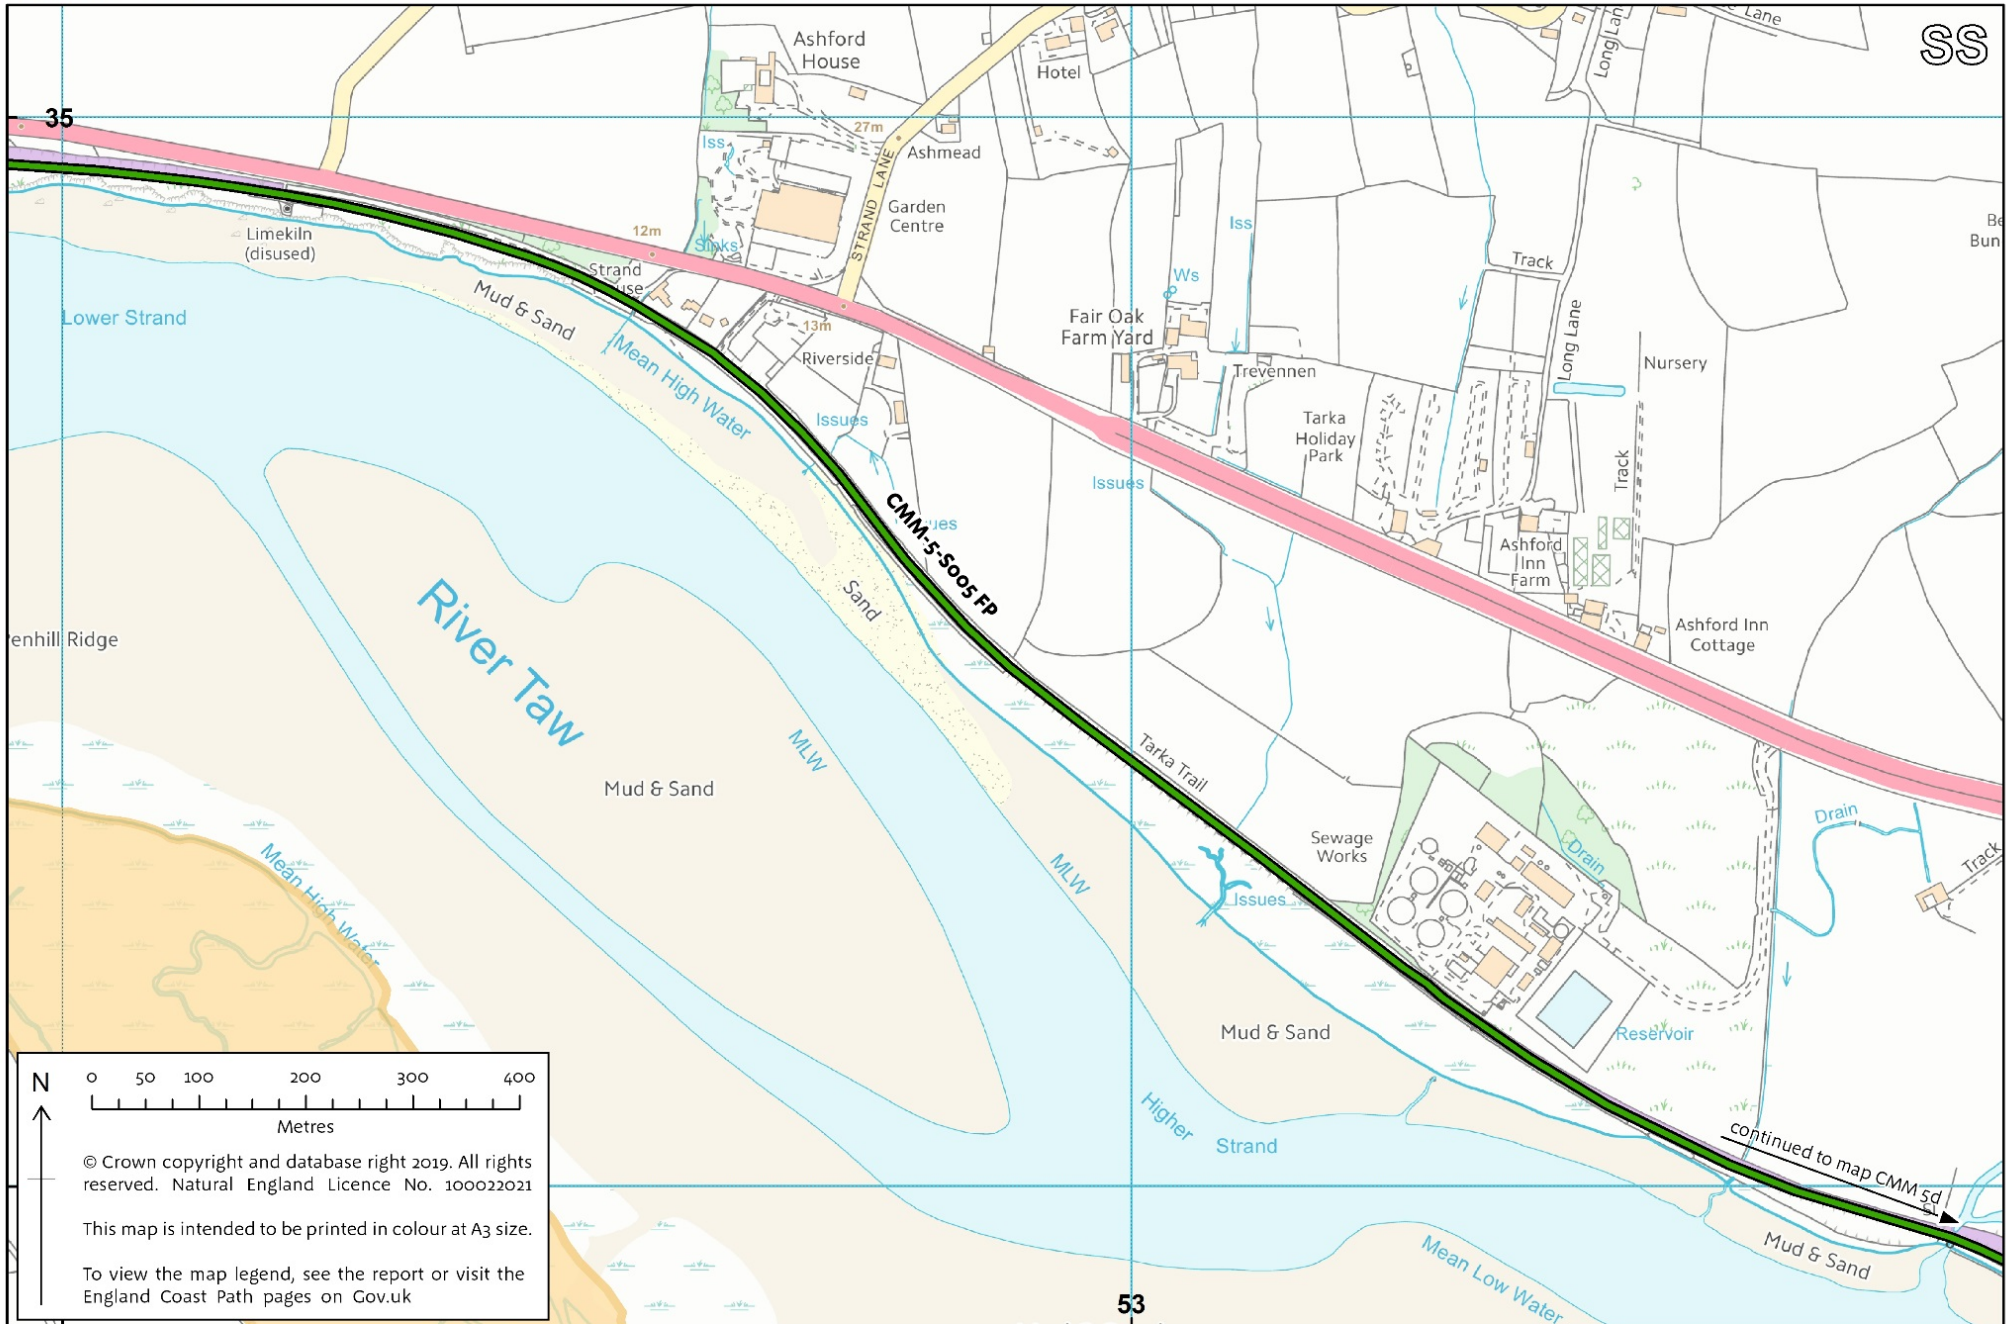 Lane
SS
Ashford
House
Hotel
Long Lan
35
27m
Iss
Ashmead
STRAND LANE
Garden
Centre
Limekiln
(disused)
12m
Sinks
Iss
Track
Strand
Ws
Mud & Sand
Lower Strand
13m
Fair Oak
Farm Yard
Long Lane
Mean High Water
Riverside
Trevennen
Nursery
Issues
Tarka
Holiday
Park
Track
Issues
CMM-5-S005 FP
Ashford
Inn
Farm
Sand
River Taw
Ashford Inn
Cottage
enhill Ridge
MLW
Tarka Trail
Mud & Sand
Sewage
Works
Drain
Drain
Track
Mean High Water
MLW
Issues
Mud & Sand
Reservoir
Higher
Strand
continued to map CMM 5d
Mud & Sand
Mean Low Water
53
N
0 50 100 200 300 400
Metres
© Crown copyright and database right 2019. All rights
reserved. Natural England Licence No. 100022021
This map is intended to be printed in colour at A3 size.
To view the map legend, see the report or visit the
England Coast Path pages on Gov.uk